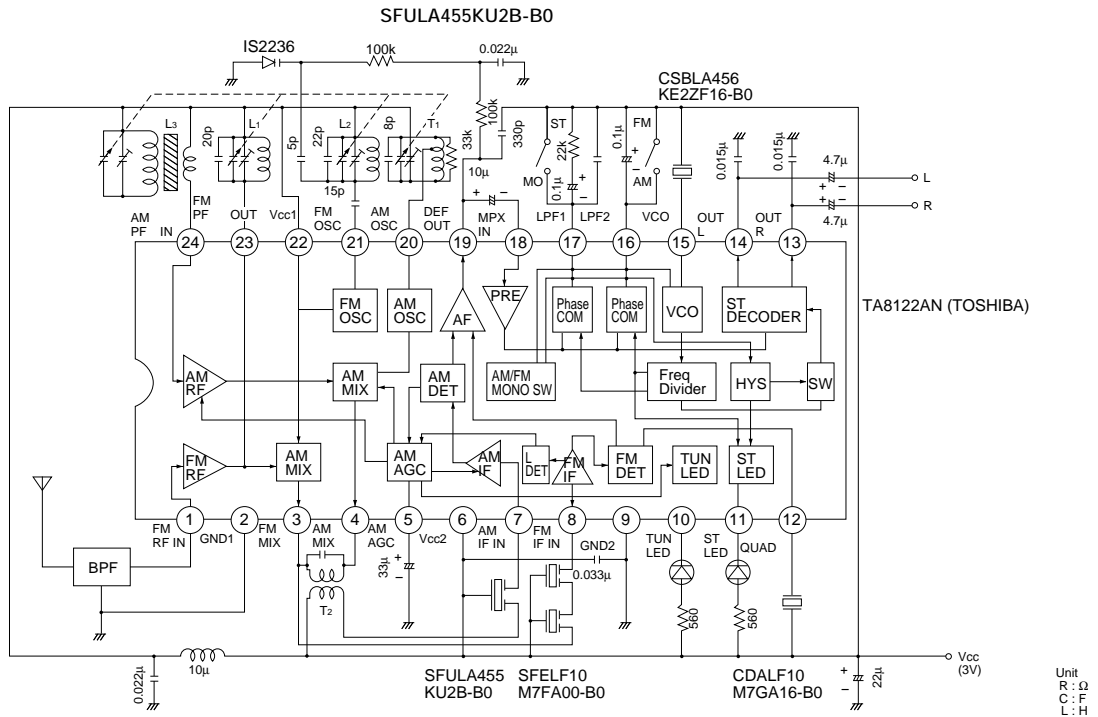 SFULA455KU2B-B0
IS2236
100k
0.022µ
CSBLA456
KE2ZF16-B0
L3
20p
L1
5p
22p
L2
8p
T1
33k
100k
330p
10µ
15p
ST
22k
MO
0.1µ
+
−
0.1µ
+
−
FM
AM
0.015µ
0.015µ
4.7µ
+
−
L
+
−
R
4.7µ
AM
PF
FM
PF
IN
OUT
Vcc1
FM
OSC
AM
OSC
DEF
OUT
+
−
MPX
IN
LPF1
LPF2
VCO
OUT
L
OUT
R
24
23
22
21
20
19
18
17
16
15
14
13
TA8122AN (TOSHIBA)
FM
OSC
AM
OSC
AF
PRE
Phase
COM
Phase
COM
VCO
ST
DECODER
AM
RF
AM
MIX
AM
DET
AM/FM
MONO SW
Freq
Divider
HYS
SW
FM
RF
AM
MIX
AM
AGC
AM
IF
L
DET
FM
IF
FM
DET
TUN
LED
ST
LED
1
2
3
4
5
6
7
8
9
10
11
12
FM
RF IN
GND1
FM
MIX
AM
MIX
AM
AGC
Vcc2
AM
IF IN
FM
IF IN
GND2
TUN
LED
ST
LED
QUAD
BPF
T2
33µ
+
−
0.033µ
560
560
0.022µ
10µ
SFULA455
KU2B-B0
SFELF10
M7FA00-B0
CDALF10
M7GA16-B0
+
−
22µ
Vcc
(3V)
Unit
R : Ω
C : F
L : H